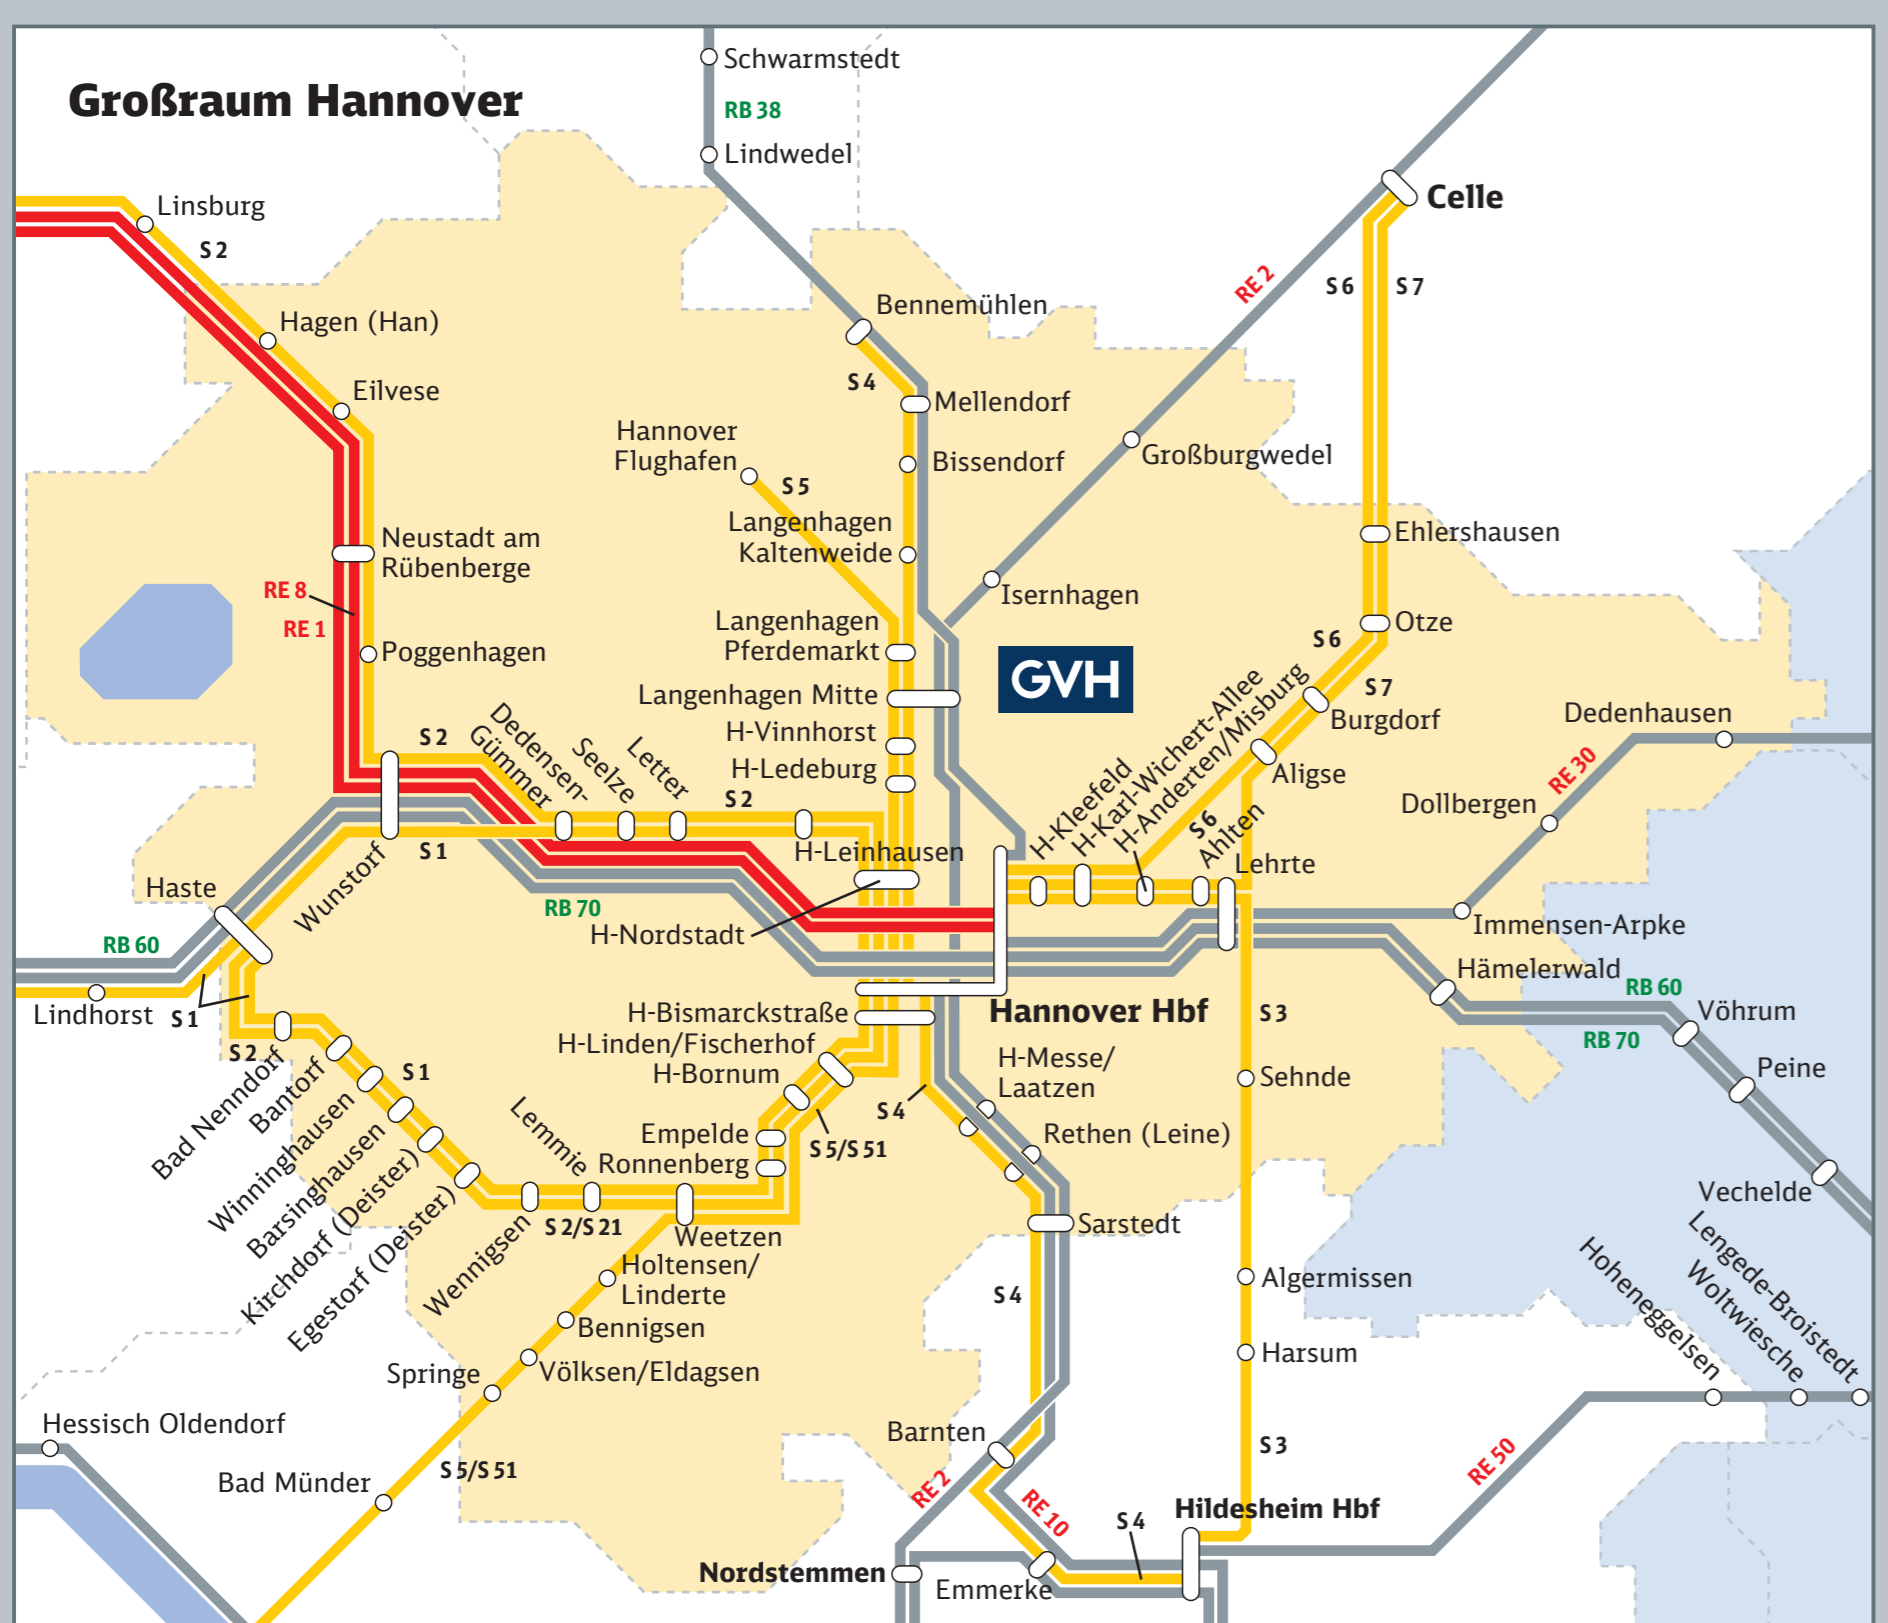 Großraum Hannover
Schwarmstedt
RB 38
Lindwedel
Linsburg
S 2
Celle
Hagen (Han)
Bennemühlen
RE 2
S 6
S 7
Eilvese
S 4
Mellendorf
Hannover
Flughafen
Bissendorf
Großburgwedel
S 5
Langenhagen
Kaltenweide
Neustadt am
Rübenberge
Ehlershausen
RE 8
RE 1
Isernhagen
Langenhagen
Pferdemarkt
Poggenhagen
GVH
Otze
S 6
S 7
Langenhagen Mitte
Burgdorf
Dedenhausen
H-Vinnhorst
H-Ledeburg
S 2
Dedensen-
Gümmer
Seelze
Letter
S 2
H-Kleefeld
H-Karl-Wichert-Allee
H-Anderten/Misburg
Aligse
RE 30
Dollbergen
S 6
Ahlten
S 1
H-Leinhausen
Lehrte
Wunstorf
Haste
RB 70
H-Nordstadt
RB 60
Immensen-Arpke
Hämelerwald
RB 60
Lindhorst
S 1
Hannover Hbf
H-Bismarckstraße
S 3
Vöhrum
RB 70
H-Linden/Fischerhof
H-Bornum
S 2
Bad Nenndorf
Bantorf
S 1
H-Messe/
Laatzen
Sehnde
Peine
Winninghausen
Barsinghausen
Kirchdorf (Deister)
Egestorf (Deister)
Lemmie
S 4
Empelde
Ronnenberg
S 5/S 51
Rethen (Leine)
Vechelde
Wennigsen
S 2/S 21
Weetzen
Sarstedt
Lengede-Broistedt
Woltwiesche
Hoheneggelsen
Holtensen/
Linderte
S 4
Algermissen
Bennigsen
Harsum
Springe
Völksen/Eldagsen
Hessisch Oldendorf
Barnten
S 3
Bad Münder
S 5/S 51
RE 2
RE 10
RE 50
Hildesheim Hbf
S 4
Nordstemmen
Emmerke